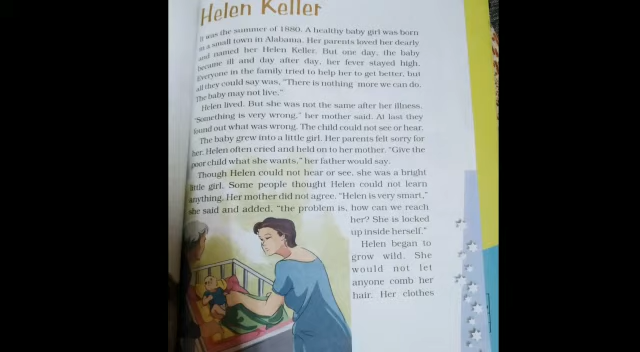 Helen Keller
It was the summer of 1880. A healthy baby girl was born
in a small town in Alabama. Her parents loved her dearly
and named her Helen Keller. But one day, the baby
became ill and day after day, her fever stayed high.
Everyone in the family tried to help her to get better, but
all they could say was, "There is nothing more we can do.
The baby may not live."
Helen lived. But she was not the same after her illness.
"Something is very wrong," her mother said. At last they
found out what was wrong. The child could not see or hear.
The baby grew into a little girl. Her parents felt sorry for
her. Helen often cried and held on to her mother. "Give the
poor child what she wants," her father would say.
Though Helen could not hear or see, she was a bright
little girl. Some people thought Helen could not learn
anything. Her mother did not agree. "Helen is very smart,"
she said and added, "the problem is, how can we reach
her? She is locked
up inside herself."
Helen began to
grow wild. She
would not let
anyone comb her
hair. Her clothes